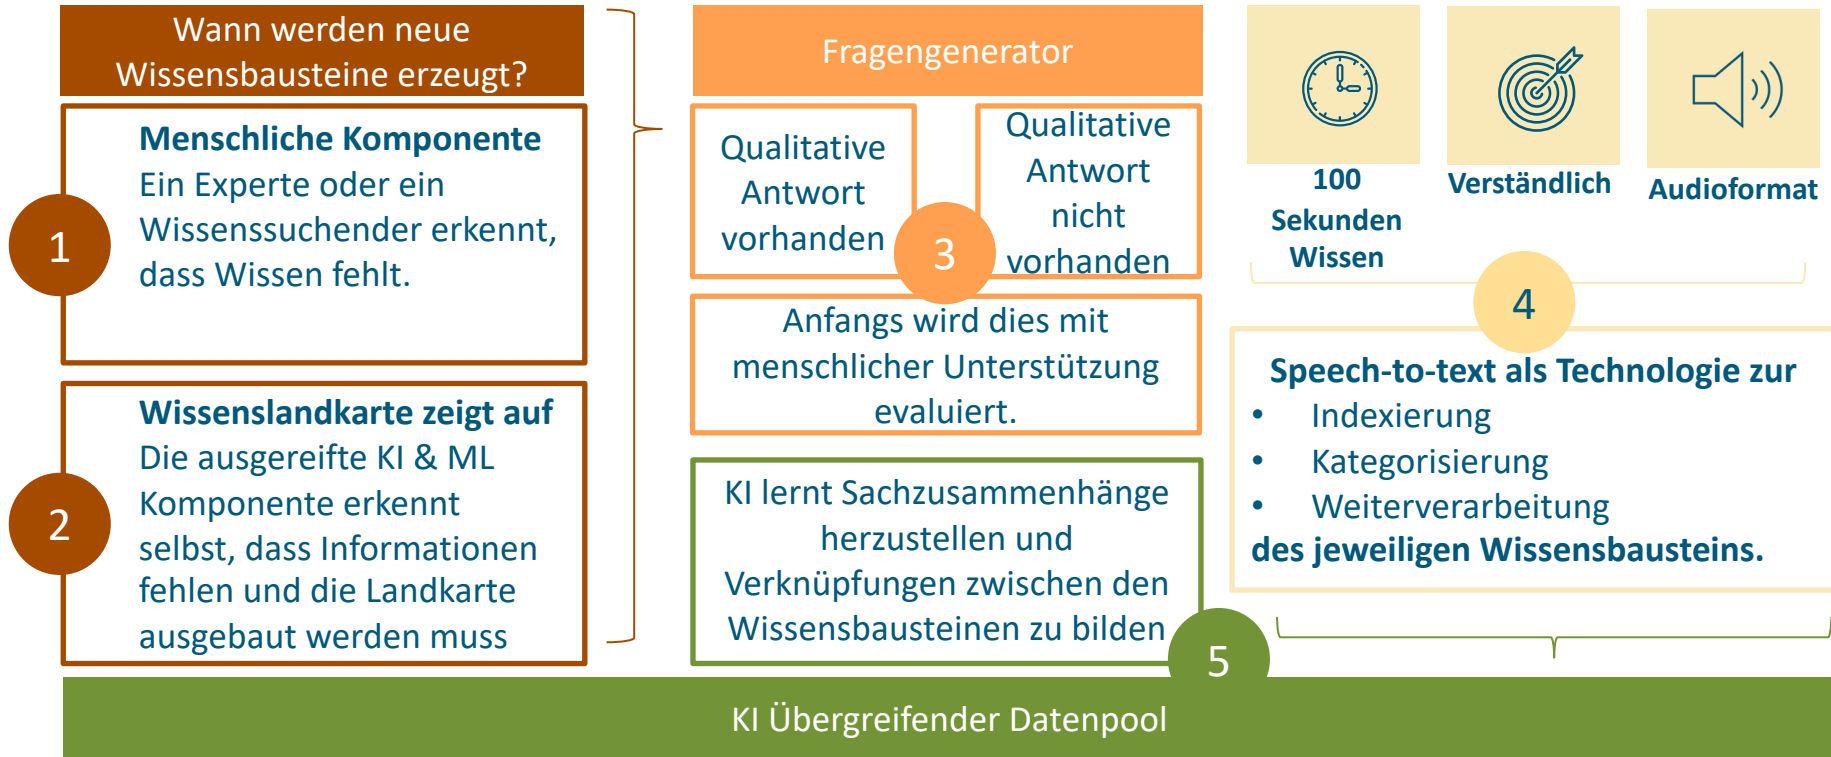 Wann werden neue
Wissensbausteine erzeugt?
1
Menschliche Komponente
Ein Experte oder ein
Wissenssuchender erkennt,
dass Wissen fehlt.
2
Wissenslandkarte zeigt auf
Die ausgereifte KI & ML
Komponente erkennt
selbst, dass Informationen
fehlen und die Landkarte
ausgebaut werden muss
Fragengenerator
Qualitative
Antwort
vorhanden
Qualitative
Antwort
nicht
vorhanden
3
Anfangs wird dies mit
menschlicher Unterstützung
evaluiert.
100
Sekunden
Wissen
Verständlich
Audioformat
4
Speech-to-text als Technologie zur
• Indexierung
• Kategorisierung
• Weiterverarbeitung
des jeweiligen Wissensbausteins.
KI lernt Sachzusammenhänge
herzustellen und
Verknüpfungen zwischen den
Wissensbausteinen zu bilden
5
KI Übergreifender Datenpool